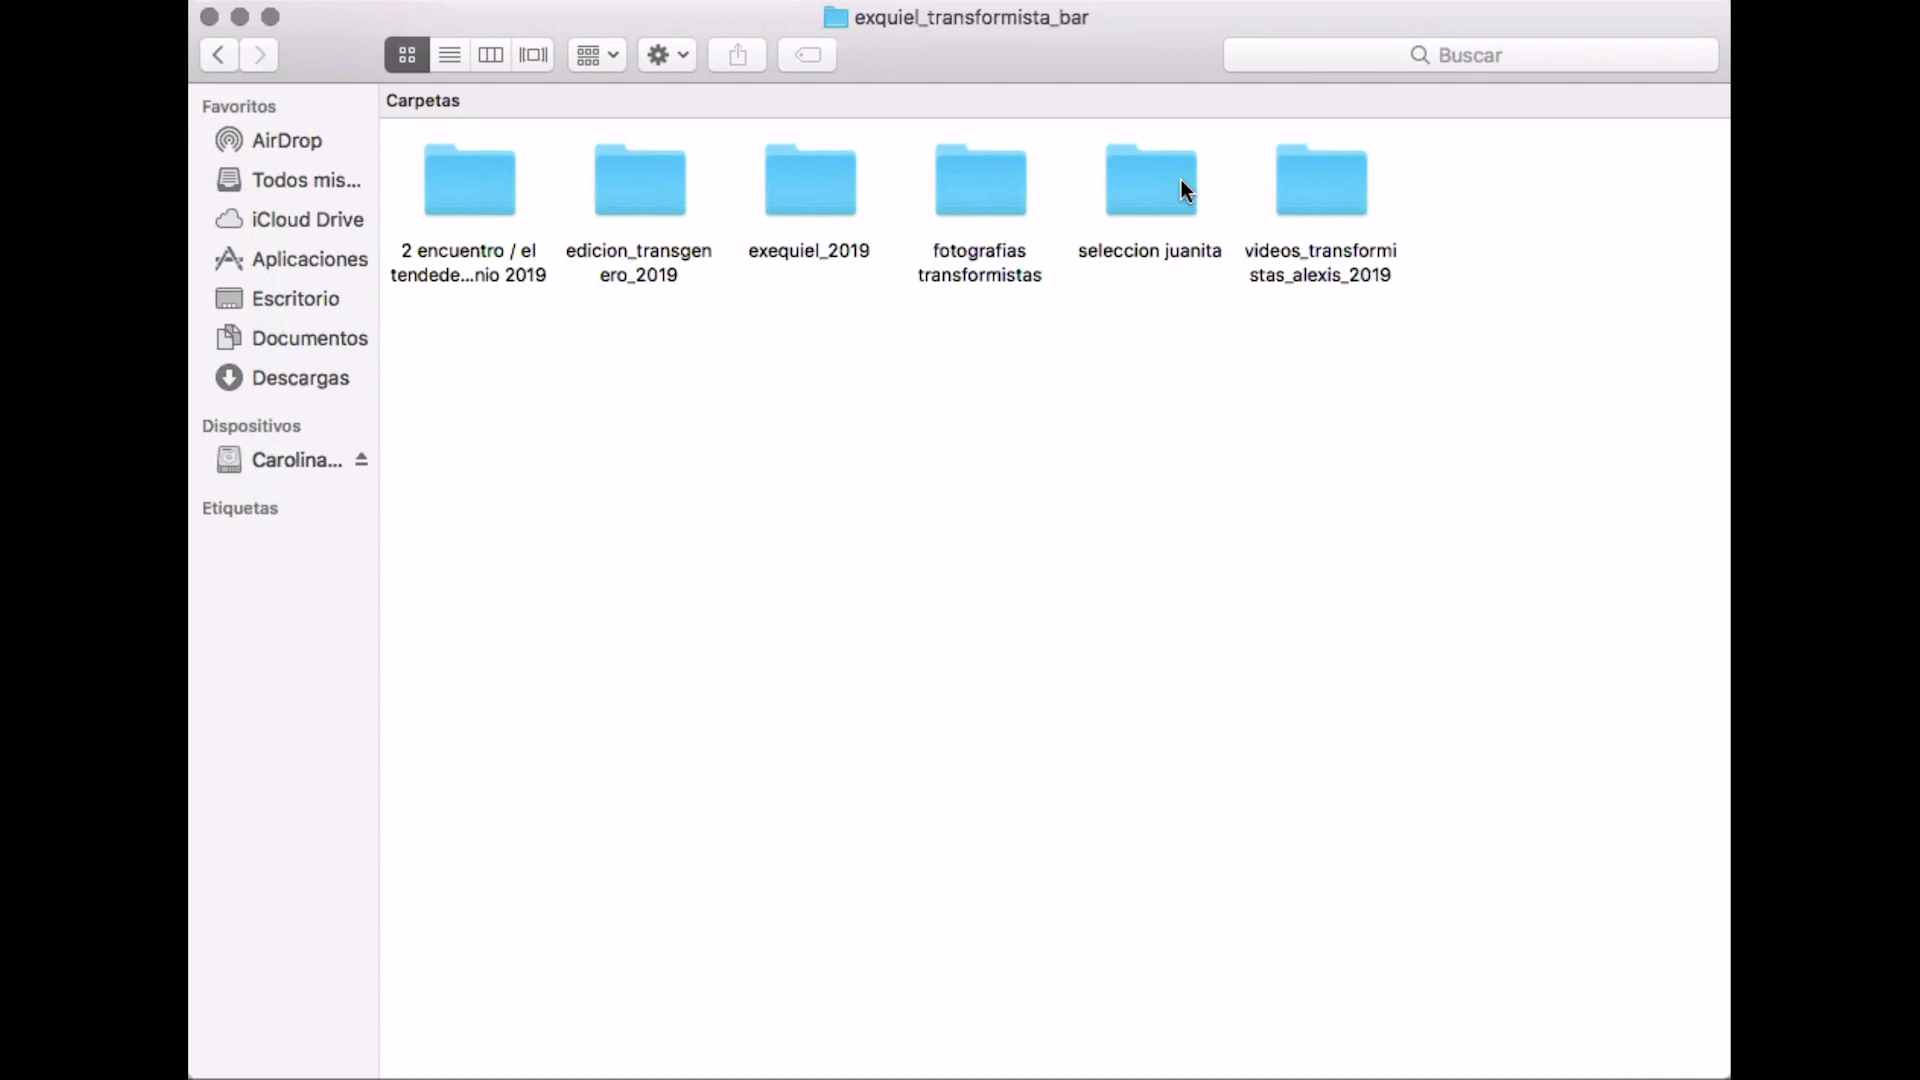 exquiel_transformista_bar
Buscar
Favoritos
AirDrop
Todos mis...
iCloud Drive
Aplicaciones
Escritorio
Documentos
Descargas
Dispositivos
Carolina...
Etiquetas
Carpetas
2 encuentro / el
tendede...nio 2019
edicion_transgen
ero_2019
exequiel_2019
fotografias
transformistas
seleccion juanita
videos_transformi
stas_alexis_2019